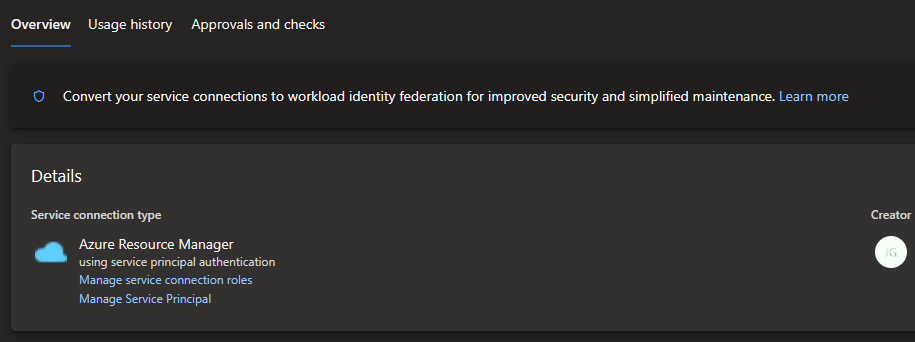 Overview Usage history Approvals and checks
Convert your service connections to workload identity federation for improved security and simplified maintenance. Learn more
Details
Service connection type Creator
Azure Resource Manager
using service principal authentication
JG
Manage service connection roles
Manage Service Principal